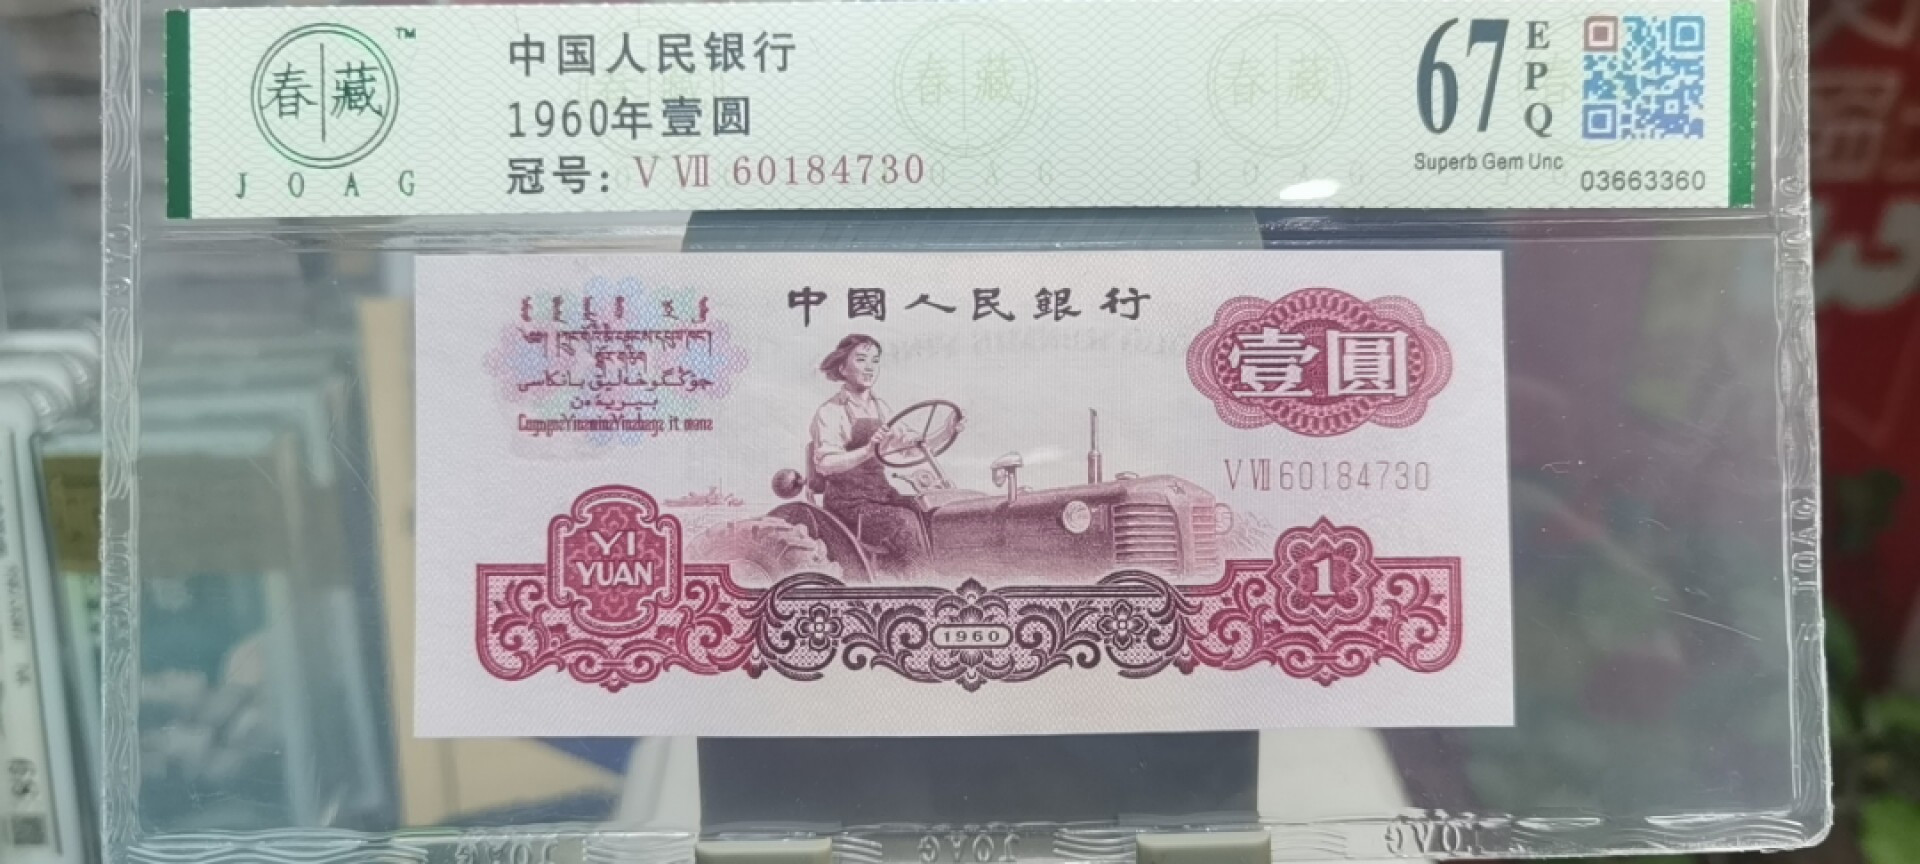 春藏
TM
JOAG
中国人民银行
1960年壹圆
冠号：V VII 60184730
67
EPQ
Superb Gem Unc
03663360
中國人民銀行
壹圓
V VII 60184730
YI
YUAN
1
1960
JOAG